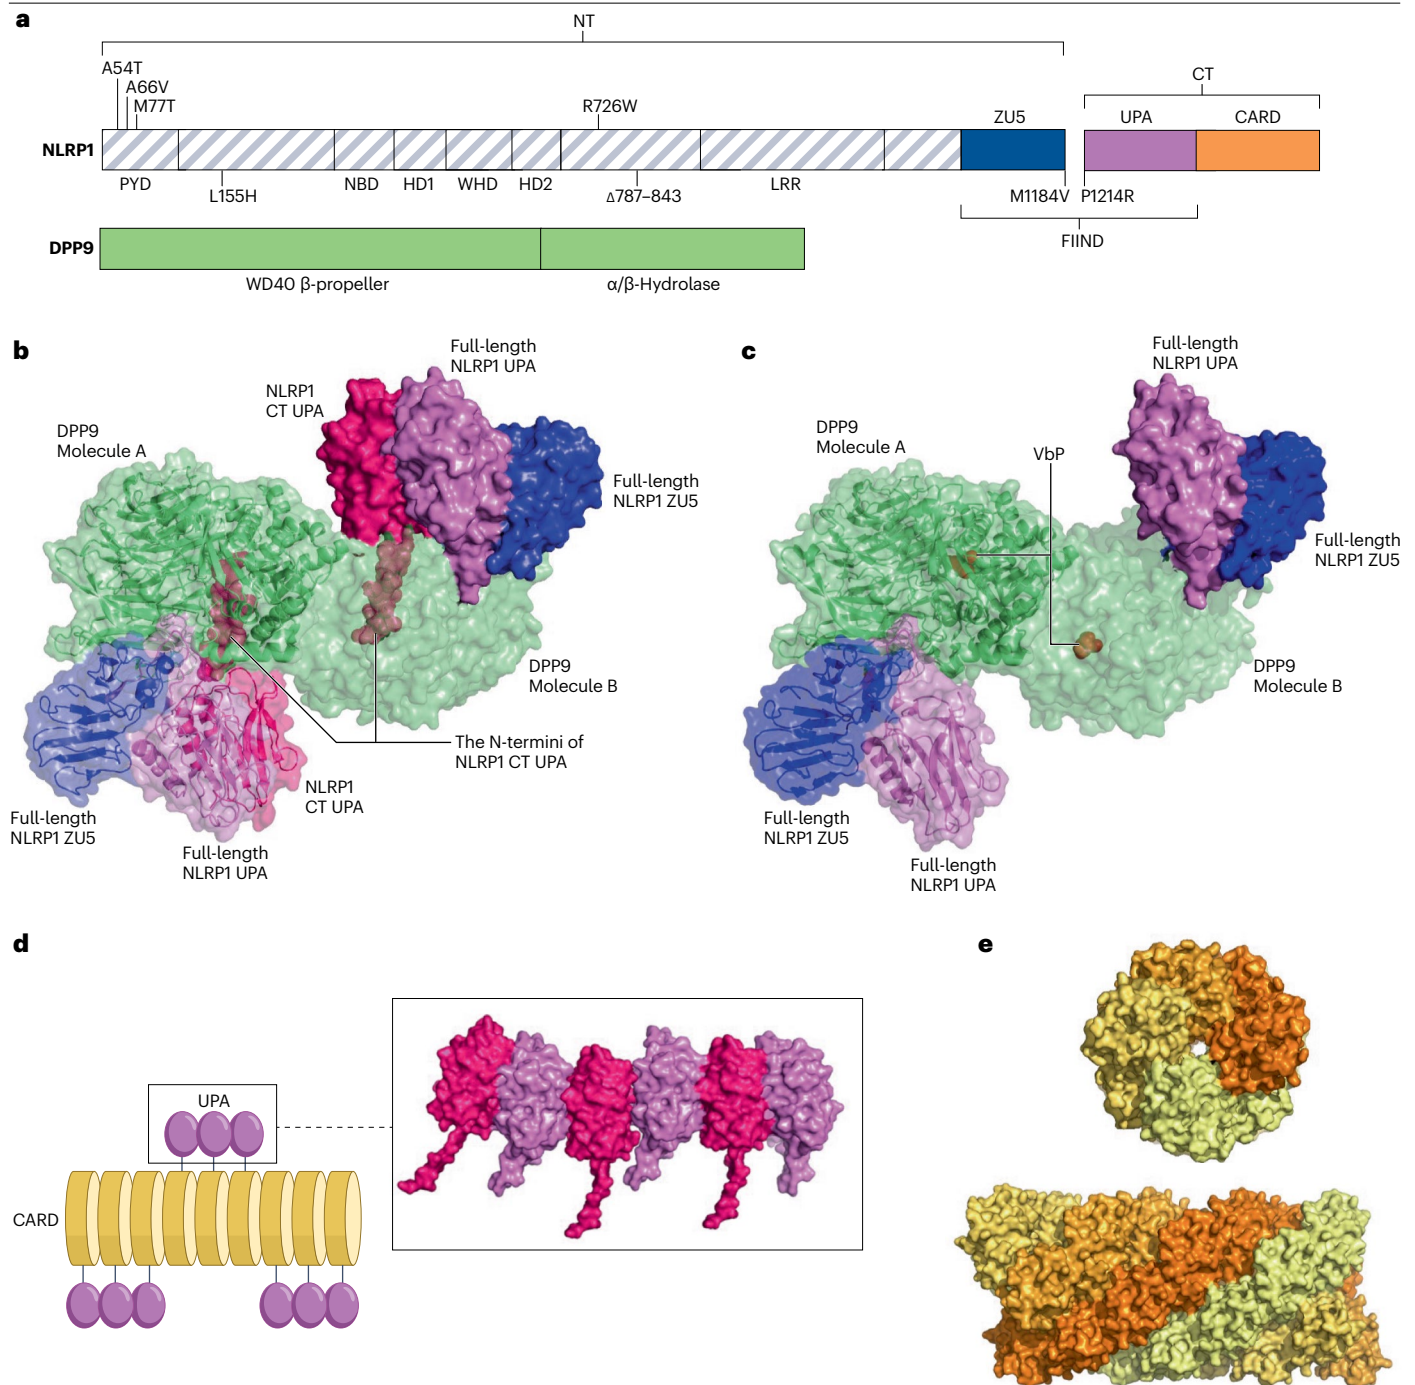 a
NT
A54T
A66V
M77T
R726W
ZU5
CT
UPA
CARD
NLRP1
PYD
L155H
NBD
HD1
WHD
HD2
Δ787–843
LRR
M1184V
P1214R
FIIND
DPP9
WD40 β-propeller
α/β-Hydrolase
b
Full-length
NLRP1 UPA
NLRP1
CT UPA
DPP9
Molecule A
Full-length
NLRP1 ZU5
DPP9
Molecule B
The N-termini of
NLRP1 CT UPA
NLRP1
CT UPA
Full-length
NLRP1 ZU5
Full-length
NLRP1 UPA
c
Full-length
NLRP1 UPA
DPP9
Molecule A
VbP
Full-length
NLRP1 ZU5
DPP9
Molecule B
Full-length
NLRP1 ZU5
Full-length
NLRP1 UPA
d
UPA
CARD
e